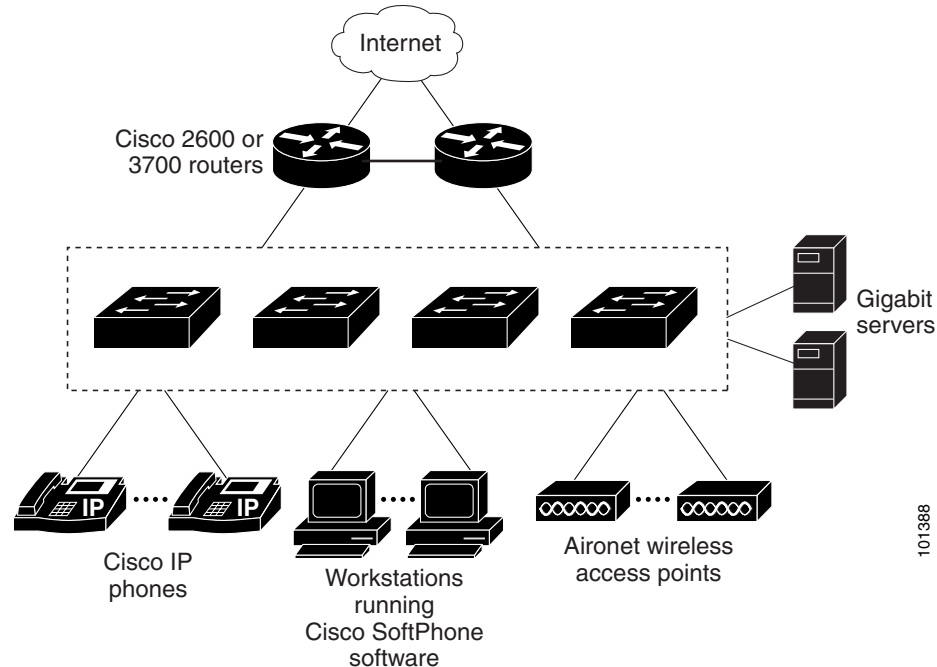 Internet
Cisco 2600 or
3700 routers
Gigabit
servers
IP
IP
Cisco IP
phones
Workstations
running
Cisco SoftPhone
software
Aironet wireless
access points
101388